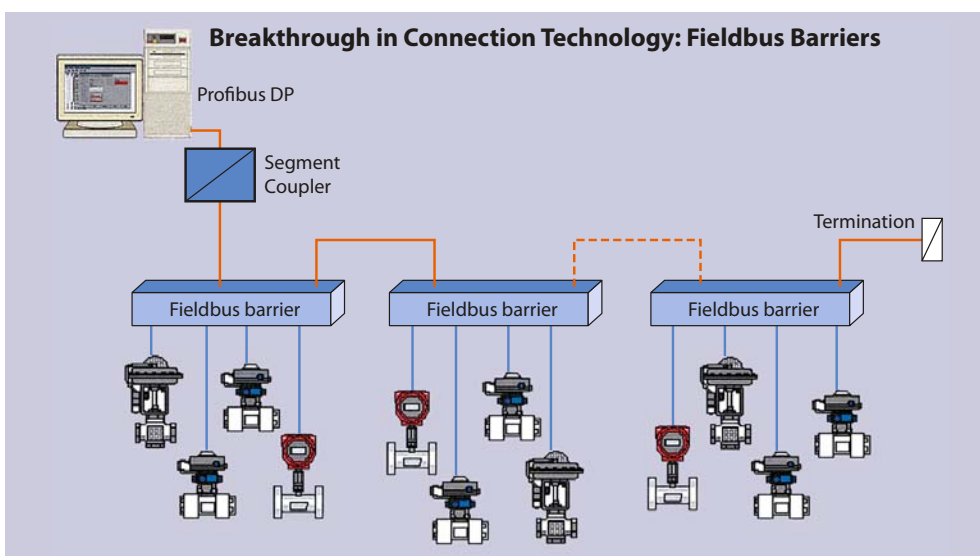 Breakthrough in Connection Technology: Fieldbus Barriers
Profibus DP
Segment
Coupler
Termination
Fieldbus barrier
Fieldbus barrier
Fieldbus barrier